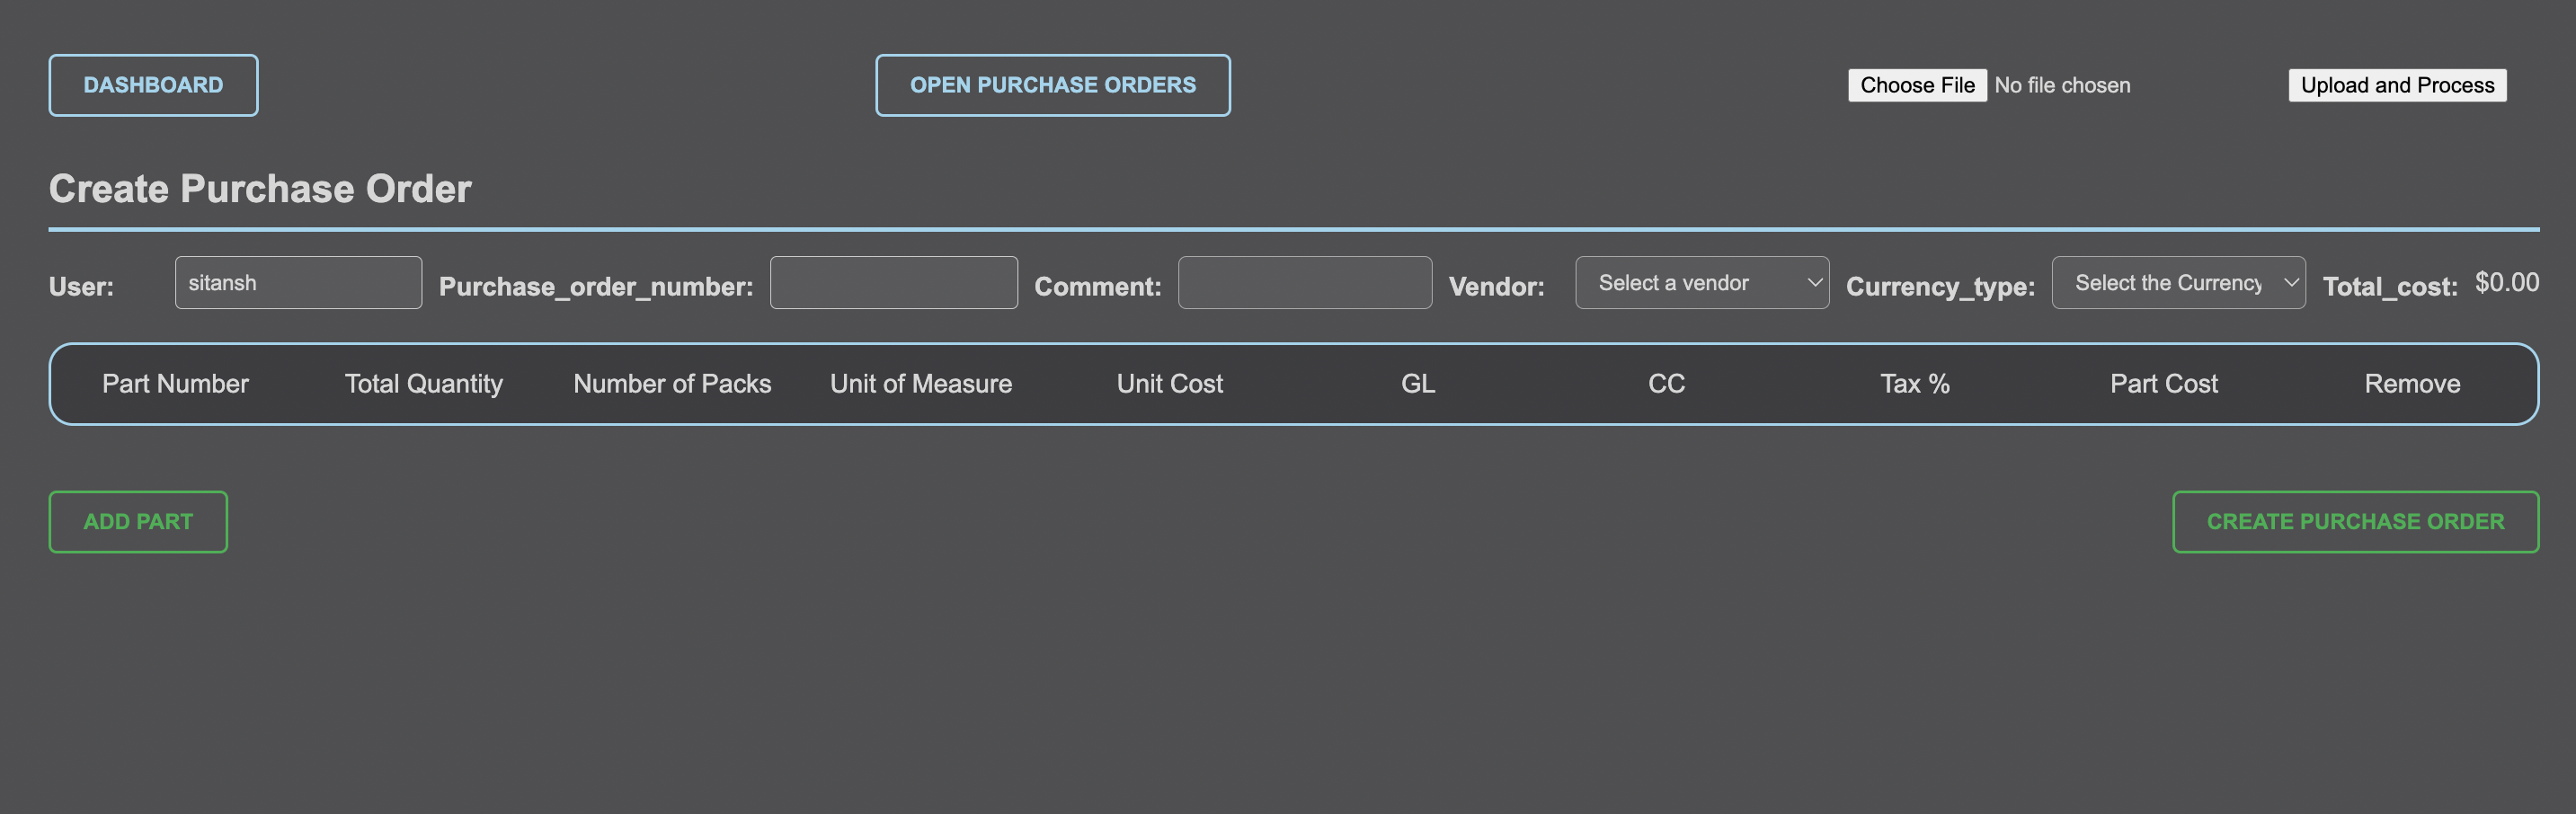 DASHBOARD OPEN PURCHASE ORDERS Choose File No file chosen Upload and Process
Create Purchase Order
User: sitansh Purchase_order_number: Comment: Vendor: Select a vendor Currency_type: Select the Currency Total_cost: $0.00
Part Number Total Quantity Number of Packs Unit of Measure Unit Cost GL CC Tax % Part Cost Remove
ADD PART CREATE PURCHASE ORDER